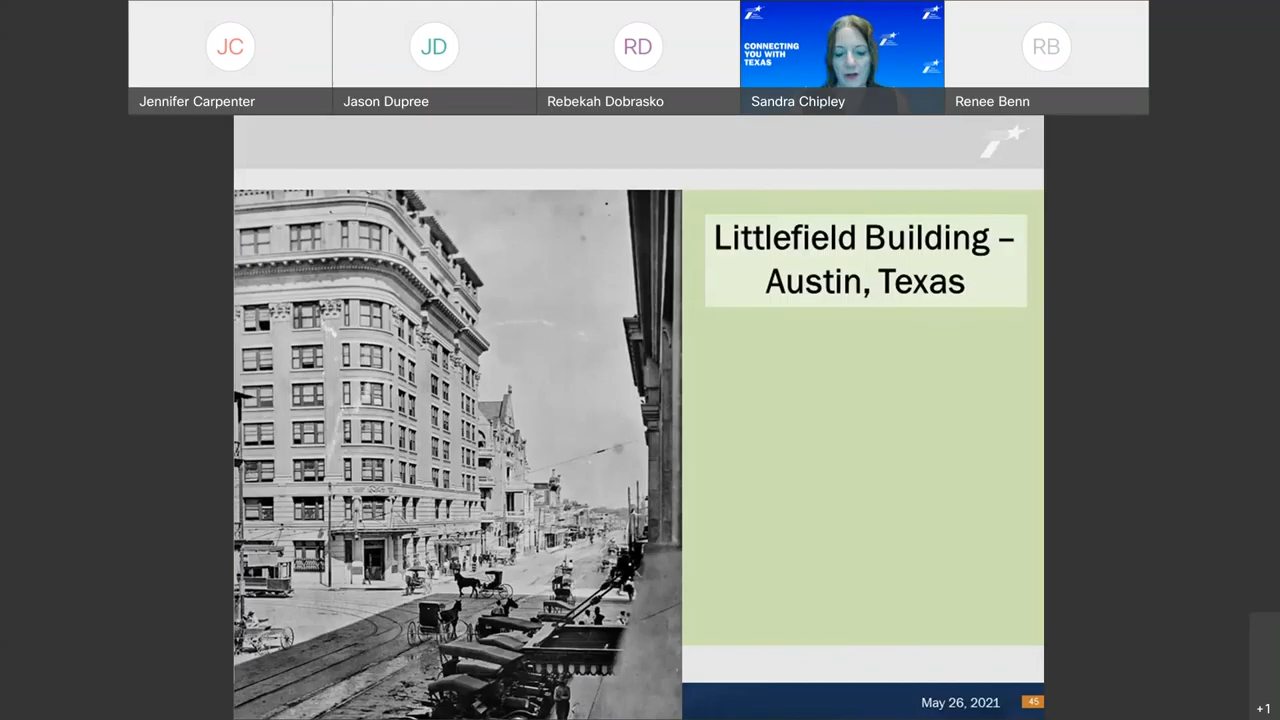 JC
JD
RD
CONNECTING
YOU WITH
TEXAS
RB
Jennifer Carpenter
Jason Dupree
Rebekah Dobrasko
Sandra Chipley
Renee Benn
Littlefield Building –
Austin, Texas
May 26, 2021
45
+1